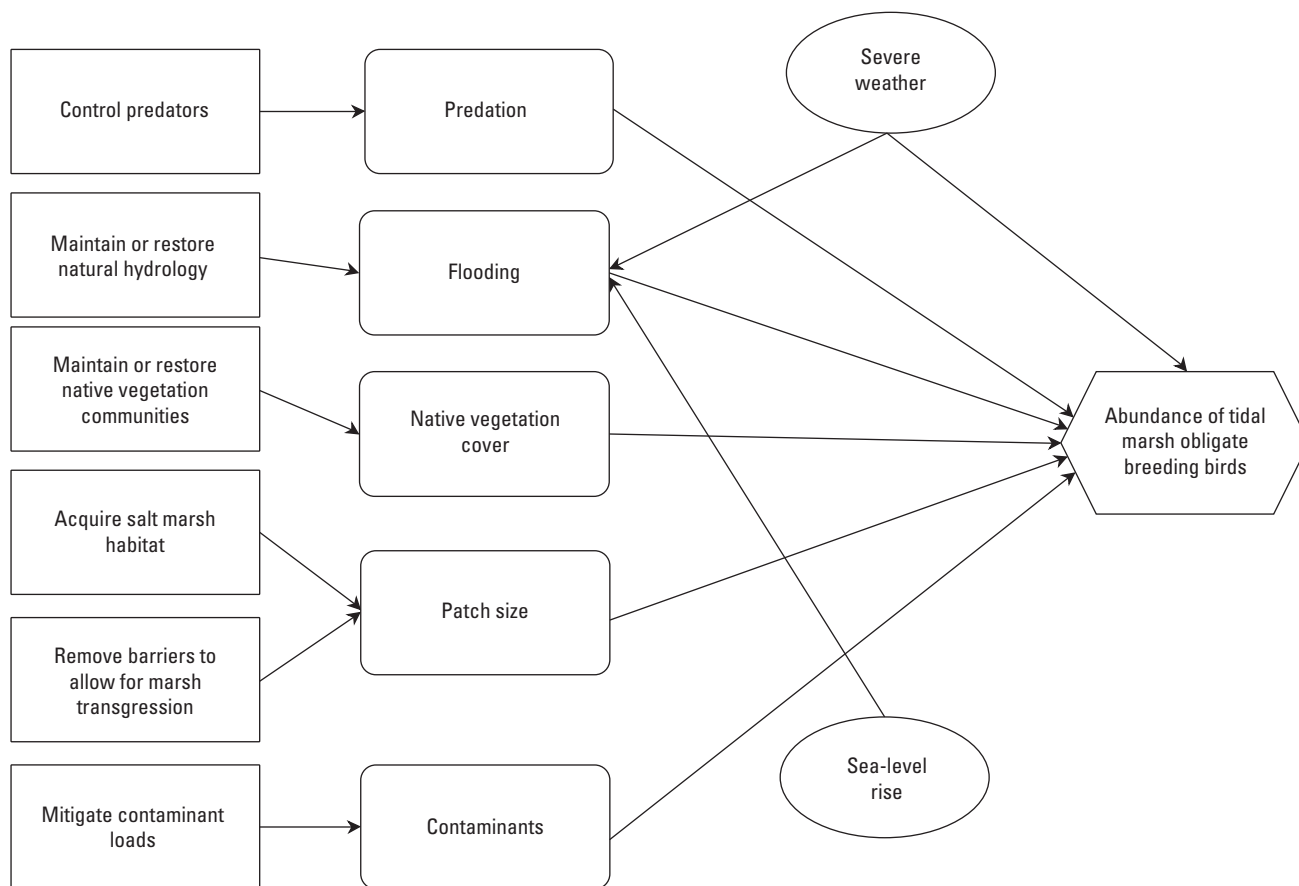 Control predators
Predation
Severe
weather
Maintain or restore
natural hydrology
Flooding
Maintain or restore
native vegetation
communities
Native vegetation
cover
Abundance of tidal
marsh obligate
breeding birds
Acquire salt marsh
habitat
Patch size
Remove barriers to
allow for marsh
transgression
Sea-level
rise
Mitigate contaminant
loads
Contaminants